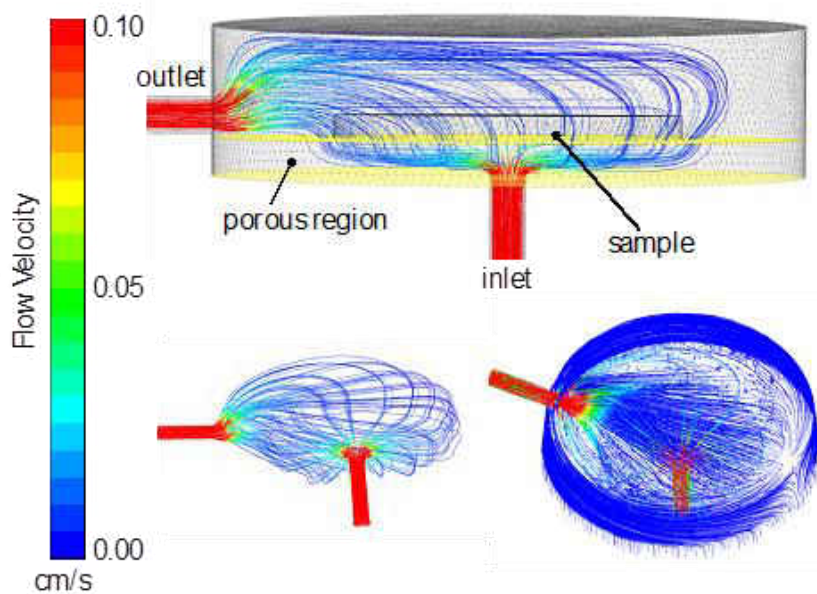 0.10
outlet
porous region
sample
inlet
Flow Velocity
0.05
0.00
cm/s